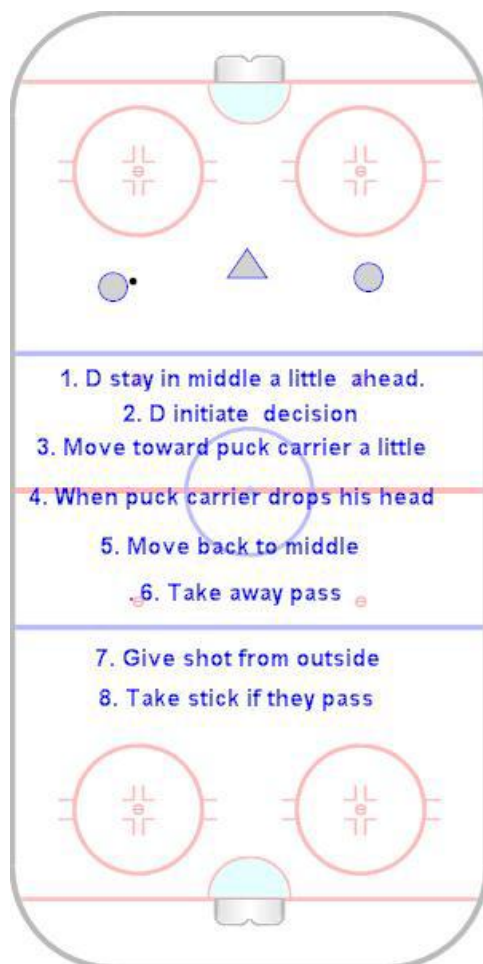 1. D stay in middle a little ahead.
2. D initiate decision
3. Move toward puck carrier a little
4. When puck carrier drops his head
5. Move back to middle
. 6. Take away pass
7. Give shot from outside
8. Take stick if they pass